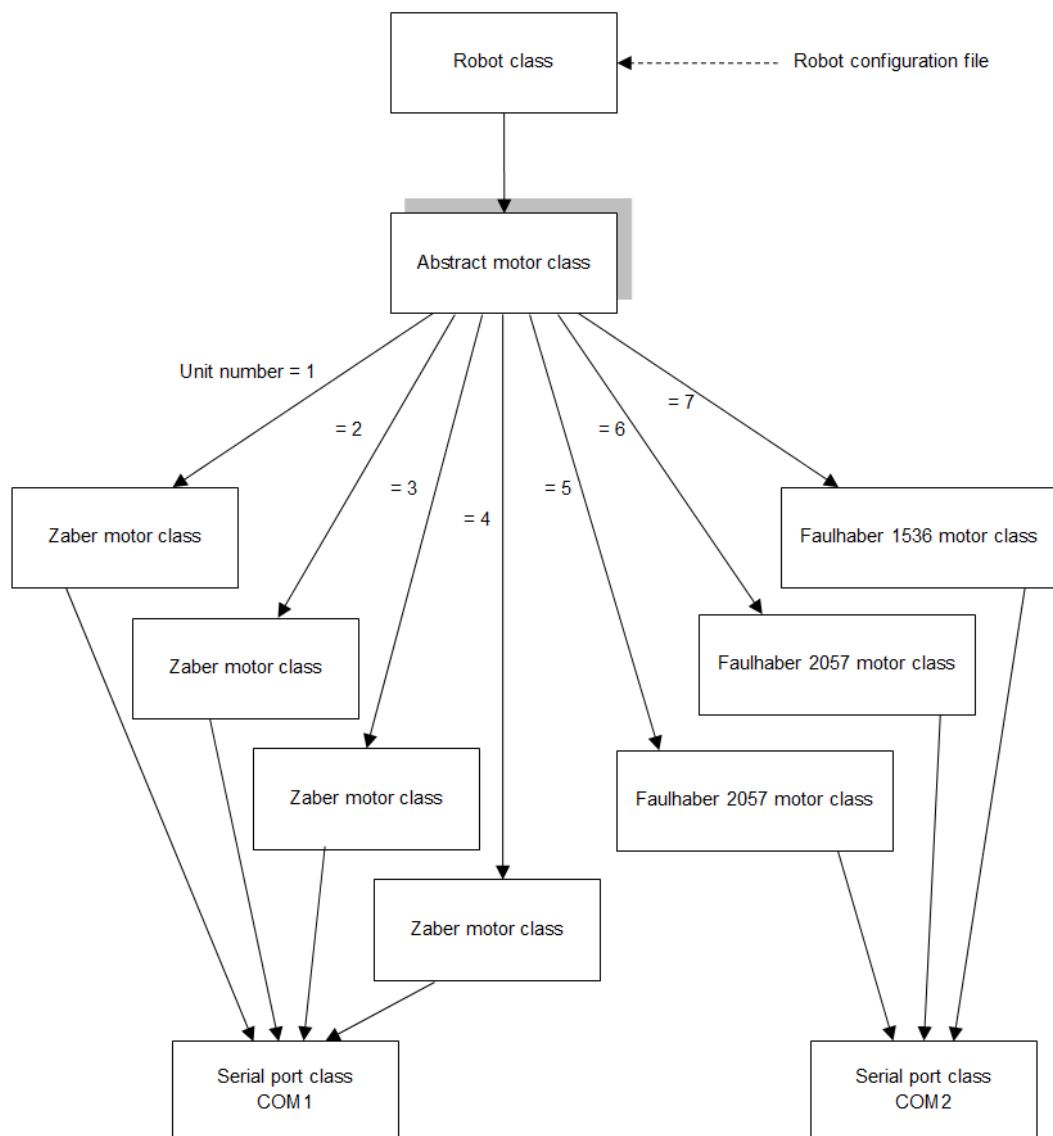 Robot class
Robot configuration file
Abstract motor class
Unit number = 1
= 2
= 3
= 4
= 5
= 6
= 7
Zaber motor class
Faulhaber 1536 motor class
Zaber motor class
Faulhaber 2057 motor class
Zaber motor class
Faulhaber 2057 motor class
Zaber motor class
Serial port class
COM1
Serial port class
COM2